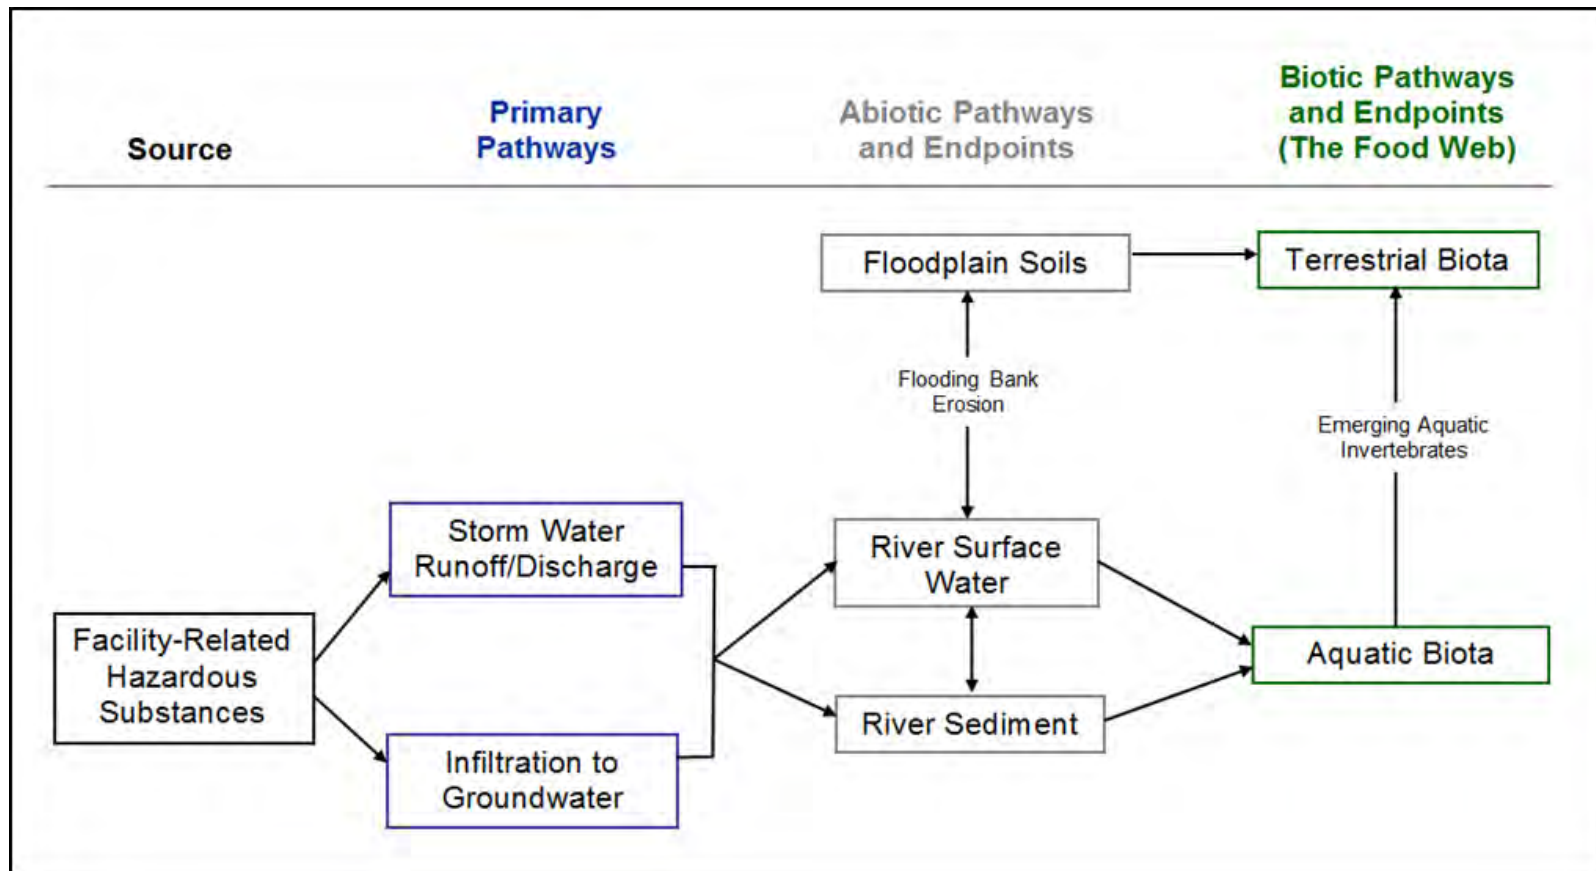 Source
Primary
Pathways
Abiotic Pathways
and Endpoints
Biotic Pathways
and Endpoints
(The Food Web)
Floodplain Soils
Terrestrial Biota
Flooding Bank
Erosion
Emerging Aquatic
Invertebrates
Storm Water
Runoff/Discharge
River Surface
Water
Facility-Related
Hazardous
Substances
Aquatic Biota
River Sediment
Infiltration to
Groundwater